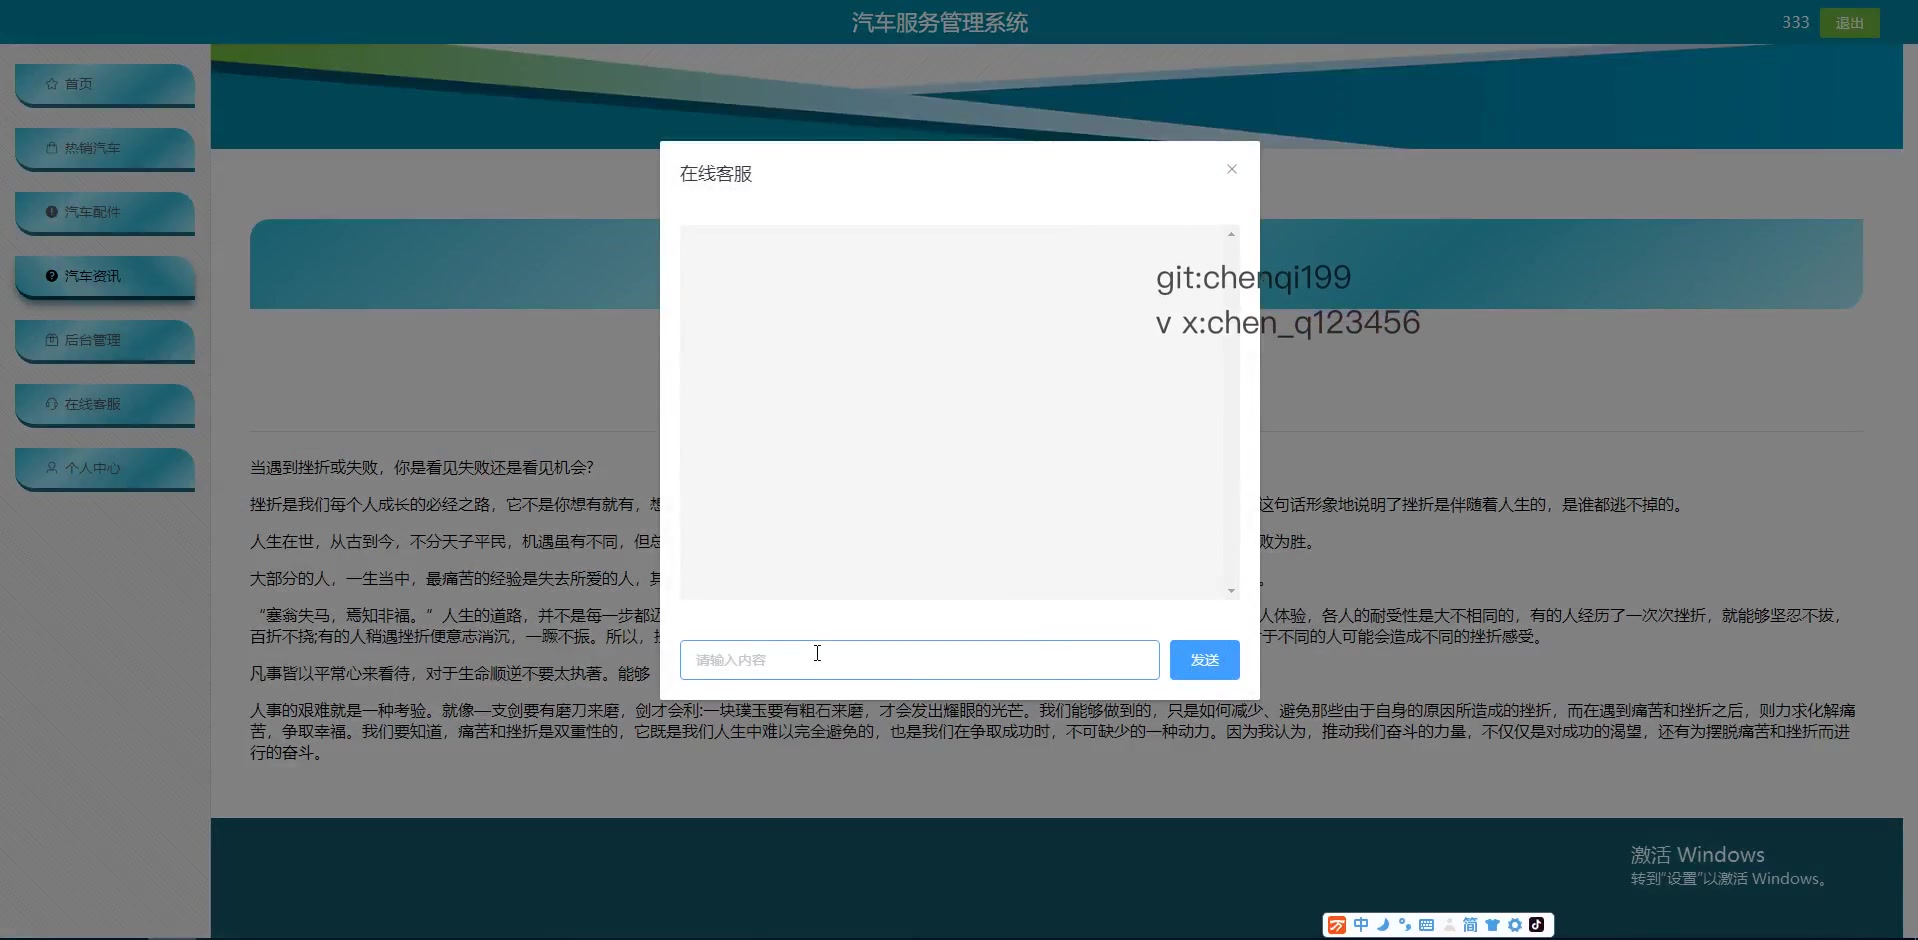 汽车服务管理系统
333
退出
首页
热销汽车
汽车配件
汽车资讯
后台管理
在线客服
个人中心
在线客服
git:chenqi199
v x:chen_q123456
请输入内容
发送
当遇到挫折或失败，你是看见失败还是看见机会?
挫折是我们每个人成长的必经之路，它不是你想有就有，想
这句话形象地说明了挫折是伴随着人生的，是谁都逃不掉的。
人生在世，从古到今，不分天子平民，机遇虽有不同，但总
败为胜。
大部分的人，一生当中，最痛苦的经验是失去所爱的人，其
。
“塞翁失马，焉知非福。”人生的道路，并不是每一步都迈
人体验，各人的耐受性是大不相同的，有的人经历了一次次挫折，就能够坚忍不拔，
百折不挠;有的人稍遇挫折便意志消沉，一蹶不振。所以，挫
于不同的人可能会造成不同的挫折感受。
凡事皆以平常心来看待，对于生命顺逆不要太执著。能够
人事的艰难就是一种考验。就像—支剑要有磨刀来磨，剑才会利:一块璞玉要有粗石来磨，才会发出耀眼的光芒。我们能够做到的，只是如何减少、避免那些由于自身的原因所造成的挫折，而在遇到痛苦和挫折之后，则力求化解痛
苦，争取幸福。我们要知道，痛苦和挫折是双重性的，它既是我们人生中难以完全避免的，也是我们在争取成功时，不可缺少的一种动力。因为我认为，推动我们奋斗的力量，不仅仅是对成功的渴望，还有为摆脱痛苦和挫折而进
行的奋斗。
激活 Windows
转到“设置”以激活 Windows。
中
简